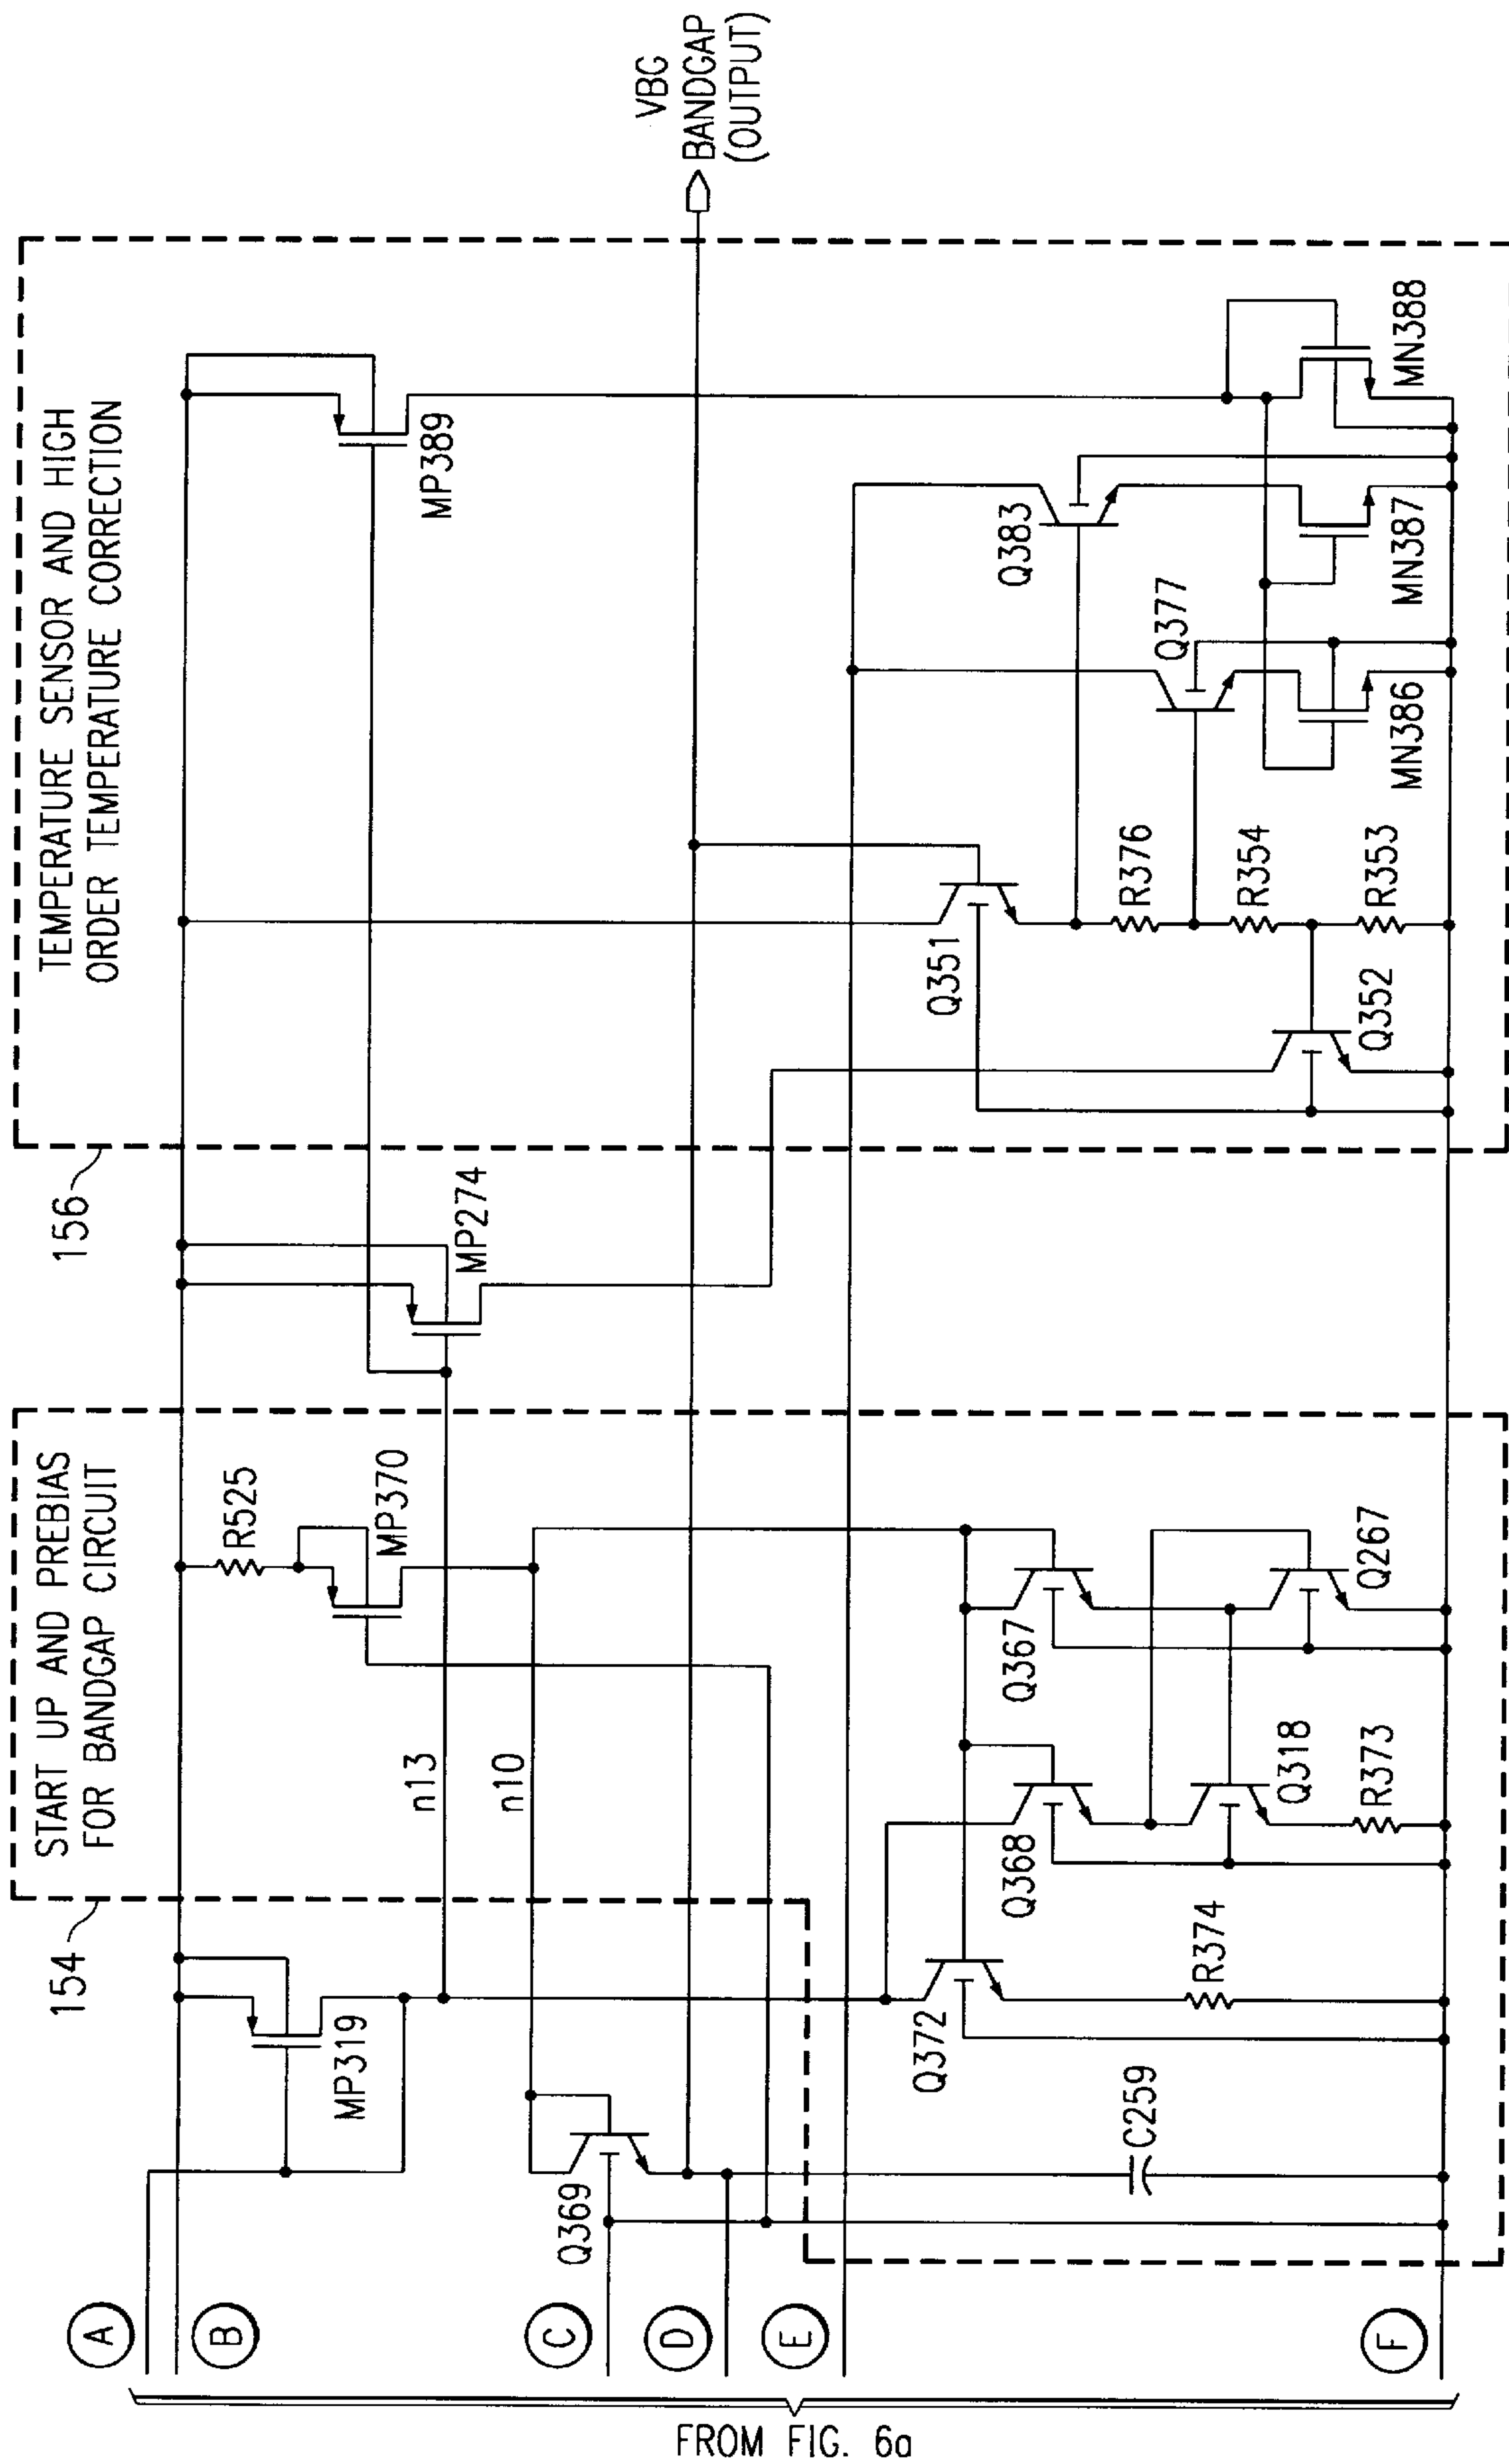 START UP AND PREBIAS
FOR BANDGAP CIRCUIT
154
TEMPERATURE SENSOR AND HIGH
ORDER TEMPERATURE CORRECTION
156
VBG
BANDGAP
(OUTPUT)
A
B
C
D
E
F
FROM FIG. 6a
MP319
R525
MP370
n13
n10
MP274
MP389
Q369
C259
Q372
R374
Q368
Q367
Q318
R373
Q267
Q351
Q352
R376
R354
R353
Q383
Q377
MN386
MN387
MN388